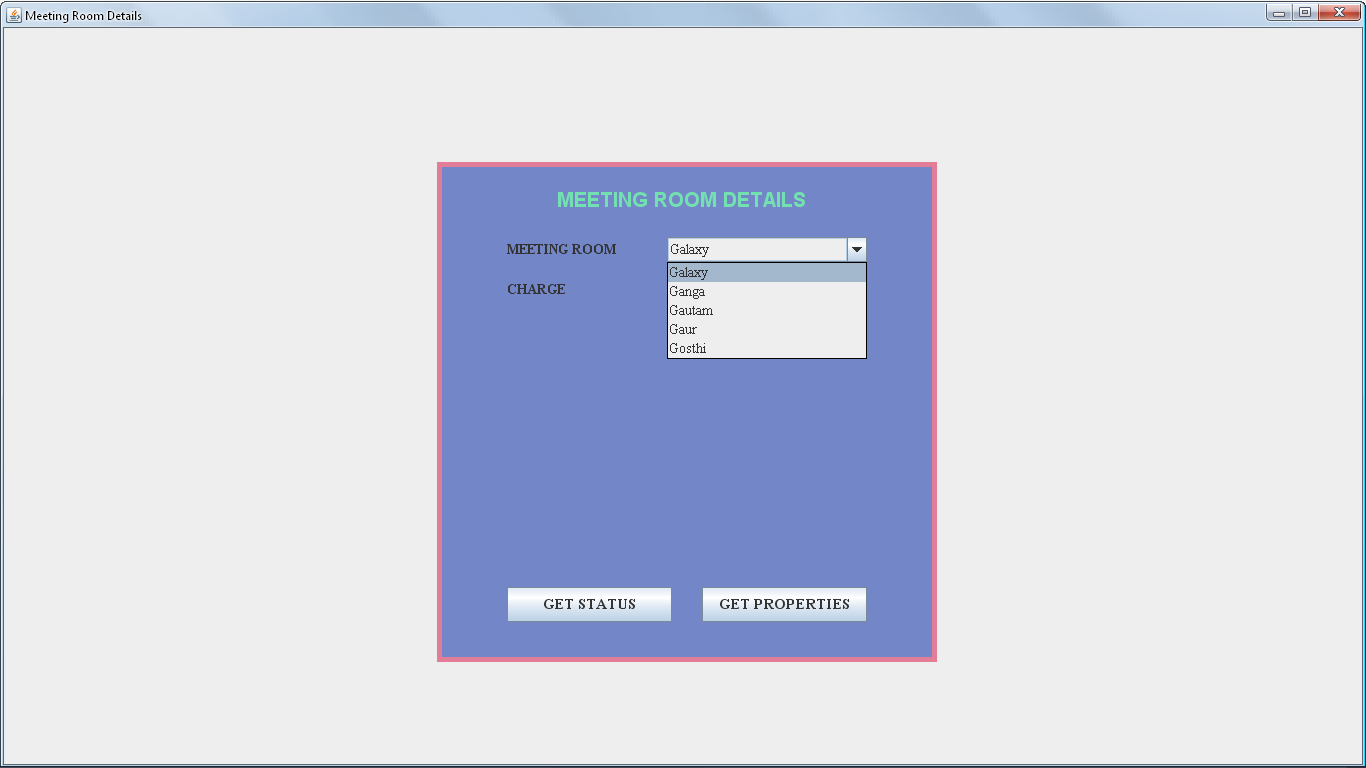 Meeting Room Details
MEETING ROOM DETAILS
MEETING ROOM Galaxy
Galaxy
CHARGE
Ganga
Gautam
Gaur
Gosthi
GET STATUS GET PROPERTIES